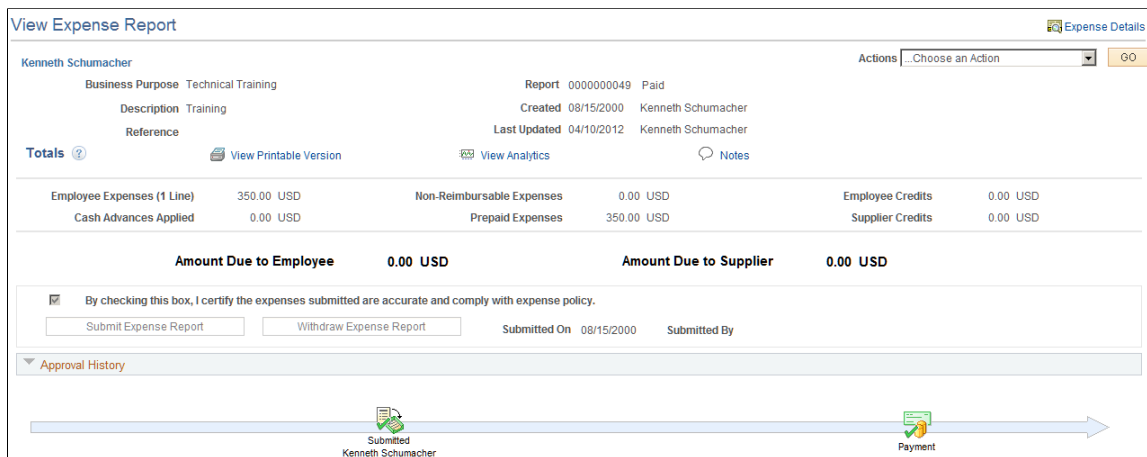 View Expense Report
Expense Details
Kenneth Schumacher
Actions ...Choose an Action GO
Business Purpose Technical Training Report 0000000049 Paid
Description Training Created 08/15/2000 Kenneth Schumacher
Reference Last Updated 04/10/2012 Kenneth Schumacher
Totals ? View Printable Version View Analytics Notes
Employee Expenses (1 Line) 350.00 USD Non-Reimbursable Expenses 0.00 USD Employee Credits 0.00 USD
Cash Advances Applied 0.00 USD Prepaid Expenses 350.00 USD Supplier Credits 0.00 USD
Amount Due to Employee 0.00 USD Amount Due to Supplier 0.00 USD
By checking this box, I certify the expenses submitted are accurate and comply with expense policy.
Submit Expense Report Withdraw Expense Report Submitted On 08/15/2000 Submitted By
Approval History
Submitted
Kenneth Schumacher
Payment